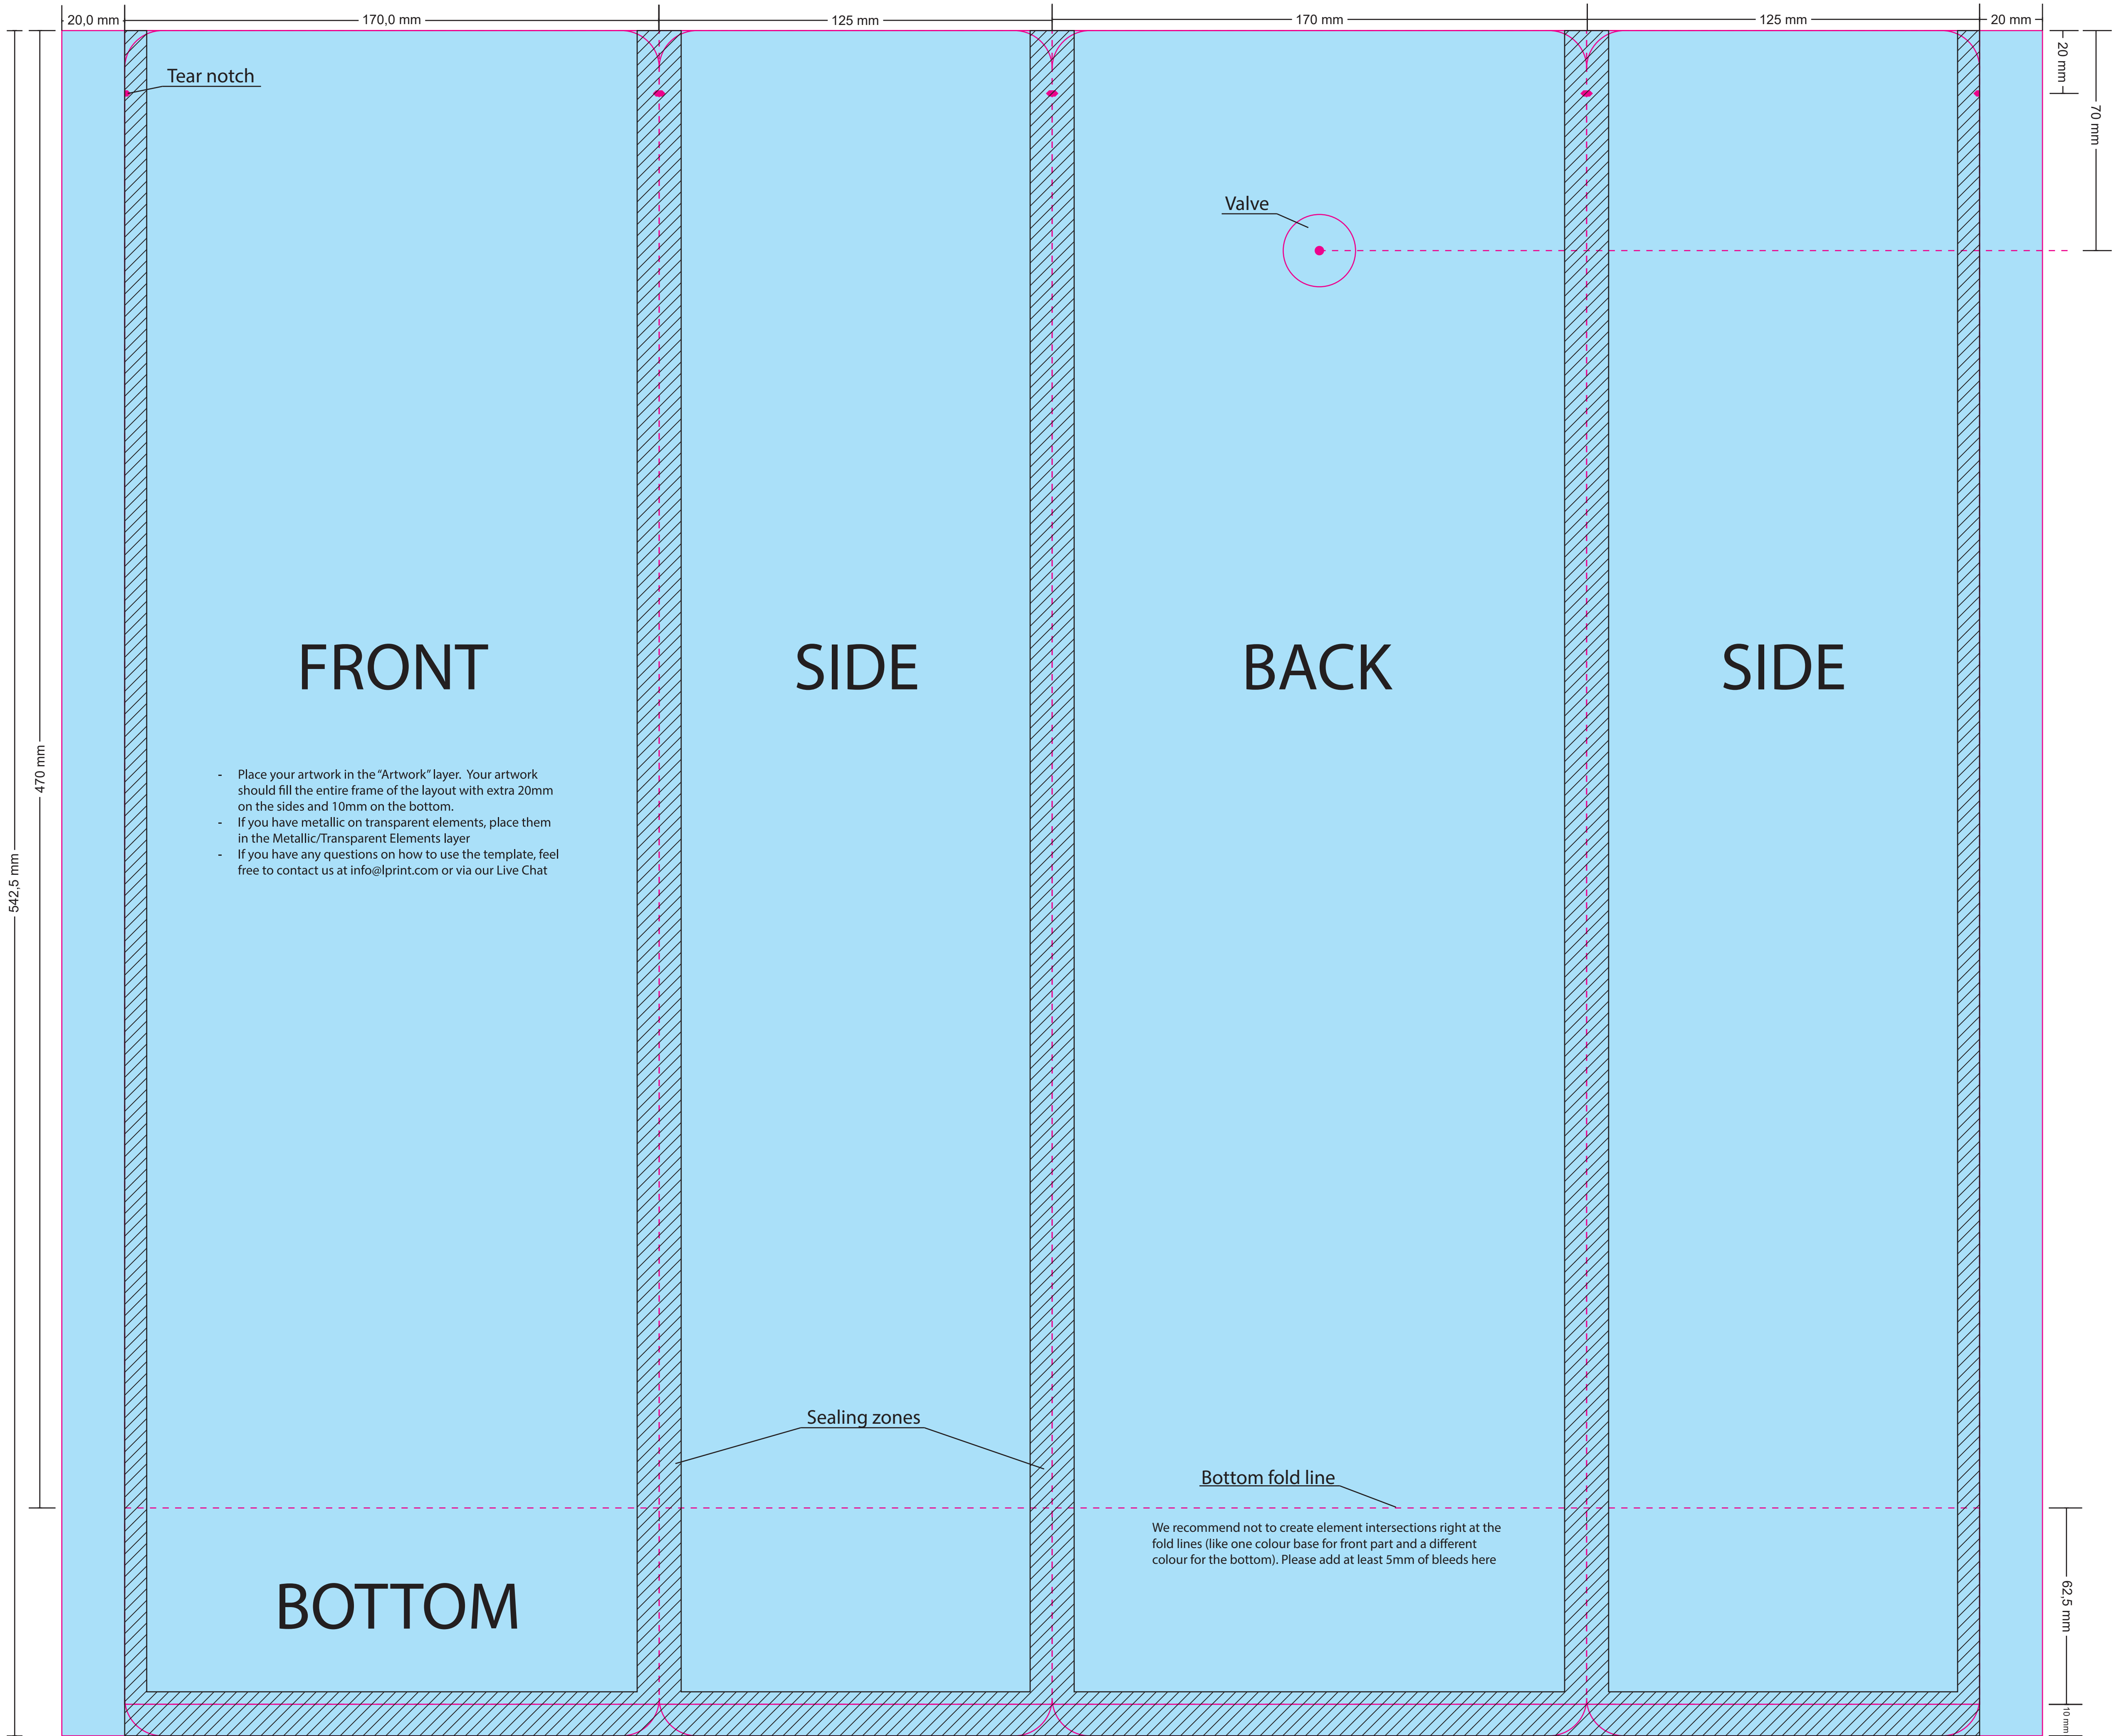 20,0 mm
170,0 mm
125 mm
170 mm
125 mm
20 mm
20 mm
70 mm
Tear notch
Valve
FRONT
SIDE
BACK
SIDE
- Place your artwork in the “Artwork” layer. Your artwork
should fill the entire frame of the layout with extra 20mm
on the sides and 10mm on the bottom.
- If you have metallic on transparent elements, place them
in the Metallic/Transparent Elements layer
- If you have any questions on how to use the template, feel
free to contact us at info@lprint.com or via our Live Chat
470 mm
542,5 mm
Sealing zones
Bottom fold line
We recommend not to create element intersections right at the
fold lines (like one colour base for front part and a different
colour for the bottom). Please add at least 5mm of bleeds here
BOTTOM
62,5 mm
10 mm